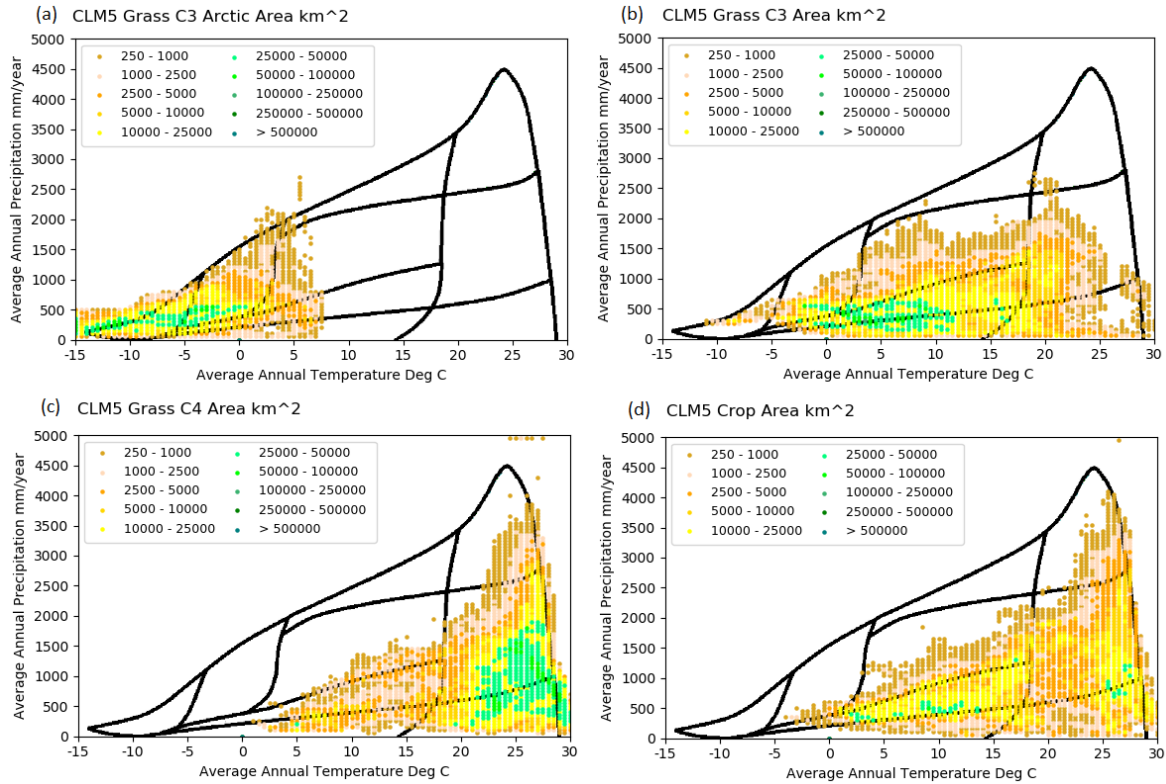 (a) CLM5 Grass C3 Arctic Area km^2
5000
4500
4000
3500
3000
2500
2000
1500
1000
500
0
Average Annual Precipitation mm/year
250 - 1000
1000 - 2500
2500 - 5000
5000 - 10000
10000 - 25000
25000 - 50000
50000 - 100000
100000 - 250000
250000 - 500000
> 500000
-15 -10 -5 0 5 10 15 20 25 30
Average Annual Temperature Deg C
(b) CLM5 Grass C3 Area km^2
5000
4500
4000
3500
3000
2500
2000
1500
1000
500
0
Average Annual Precipitation mm/year
250 - 1000
1000 - 2500
2500 - 5000
5000 - 10000
10000 - 25000
25000 - 50000
50000 - 100000
100000 - 250000
250000 - 500000
> 500000
-15 -10 -5 0 5 10 15 20 25 30
Average Annual Temperature Deg C
(c) CLM5 Grass C4 Area km^2
5000
4500
4000
3500
3000
2500
2000
1500
1000
500
0
Average Annual Precipitation mm/year
250 - 1000
1000 - 2500
2500 - 5000
5000 - 10000
10000 - 25000
25000 - 50000
50000 - 100000
100000 - 250000
250000 - 500000
> 500000
-15 -10 -5 0 5 10 15 20 25 30
Average Annual Temperature Deg C
(d) CLM5 Crop Area km^2
5000
4500
4000
3500
3000
2500
2000
1500
1000
500
0
Average Annual Precipitation mm/year
250 - 1000
1000 - 2500
2500 - 5000
5000 - 10000
10000 - 25000
25000 - 50000
50000 - 100000
100000 - 250000
250000 - 500000
> 500000
-15 -10 -5 0 5 10 15 20 25 30
Average Annual Temperature Deg C